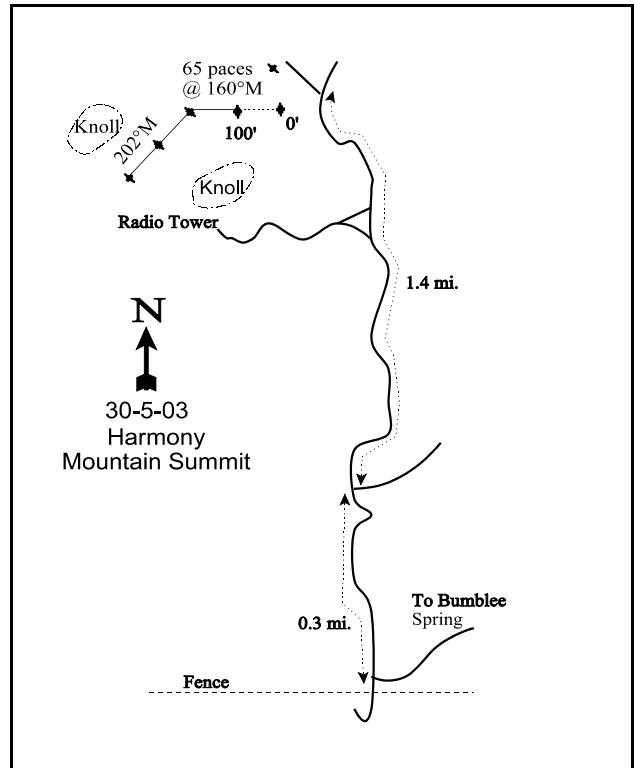 65 paces
@ 160°M
Knoll
202°M
100'
0'
Knoll
Radio Tower
1.4 mi.
N
30-5-03
Harmony
Mountain Summit
To Bumblee
Spring
0.3 mi.
Fence